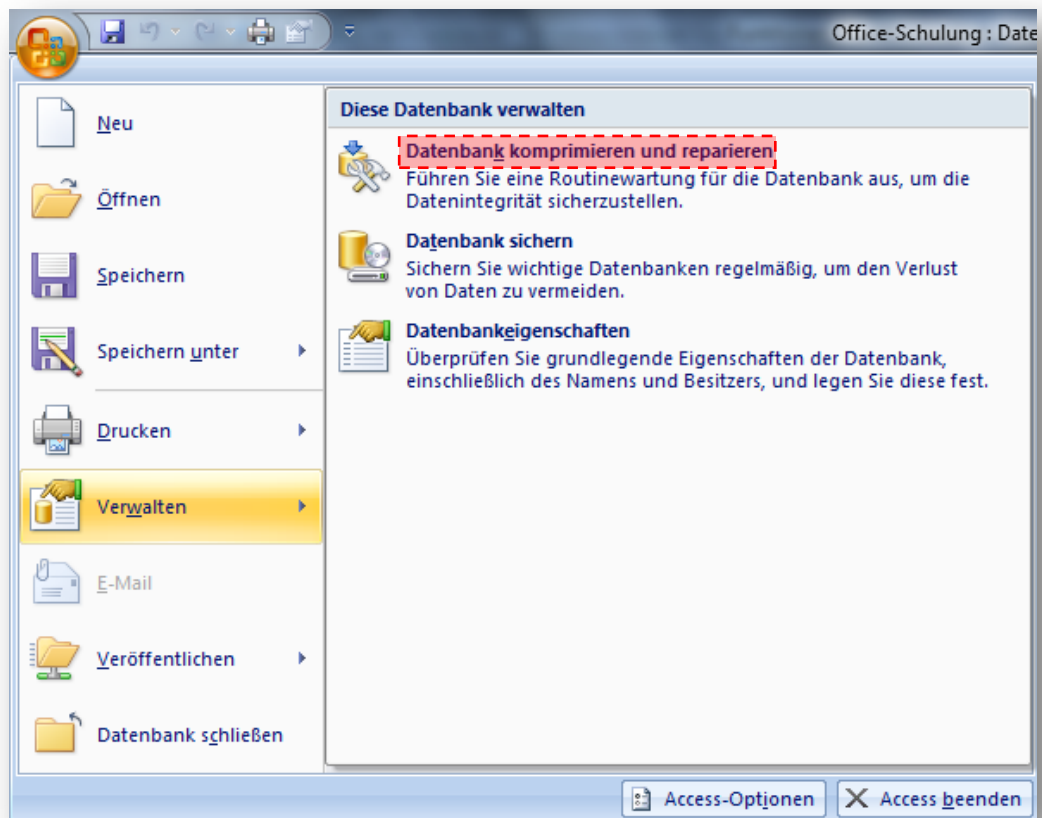 Office-Schulung : Date
Neu
Öffnen
Speichern
Speichern unter
Drucken
Verwalten
E-Mail
Veröffentlichen
Datenbank schließen
Diese Datenbank verwalten
Datenbank komprimieren und reparieren
Führen Sie eine Routinewartung für die Datenbank aus, um die
Datenintegrität sicherzustellen.
Datenbank sichern
Sichern Sie wichtige Datenbanken regelmäßig, um den Verlust
von Daten zu vermeiden.
Datenbankeigenschaften
Überprüfen Sie grundlegende Eigenschaften der Datenbank,
einschließlich des Namens und Besitzers, und legen Sie diese fest.
Access-Optionen
Access beenden